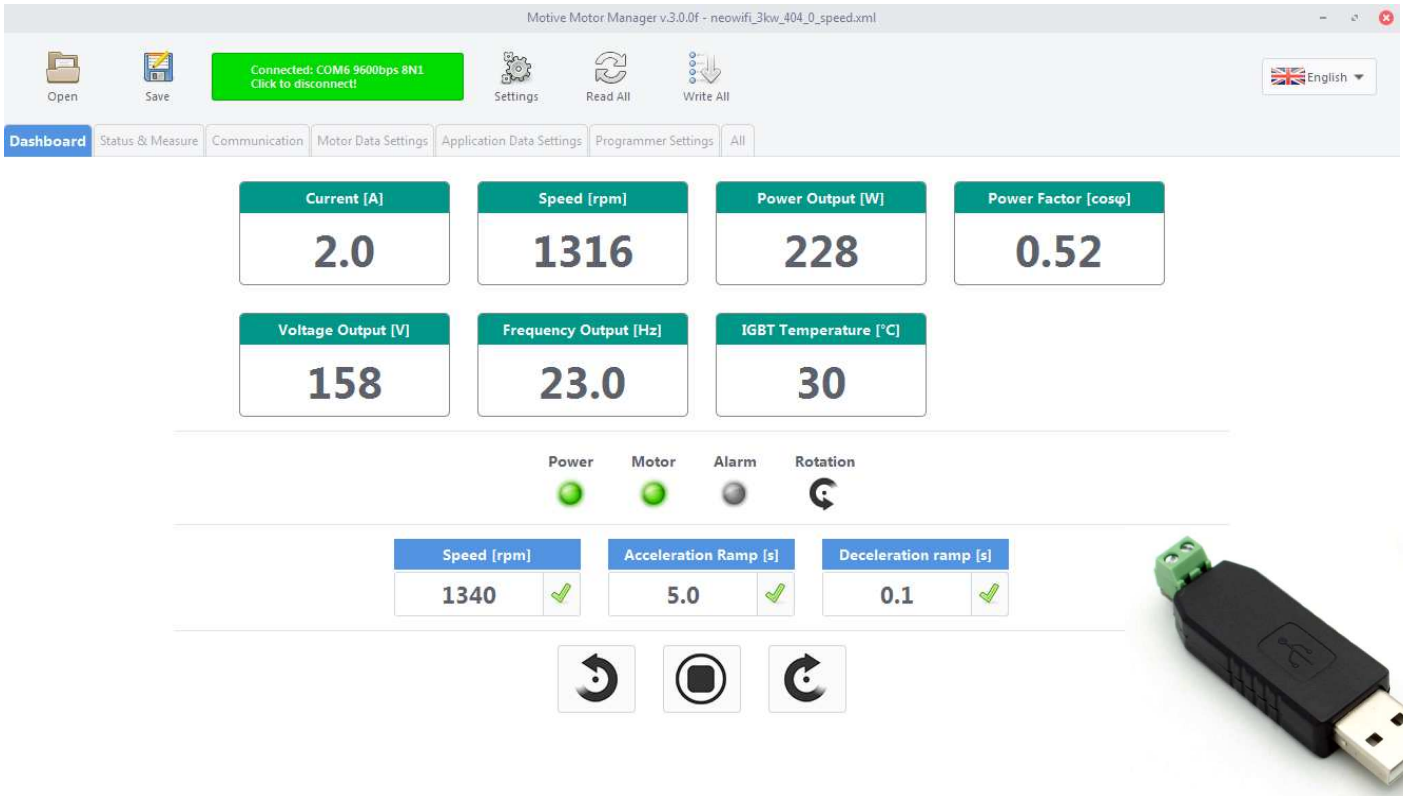 Motive Motor Manager v.3.0.0f - neowifi_3kw_404_0_speed.xml
Open
Save
Connected: COM6 9600bps 8N1
Click to disconnect!
Settings
Read All
Write All
English
Dashboard
Status & Measure
Communication
Motor Data Settings
Application Data Settings
Programmer Settings
All
Current [A]
2.0
Speed [rpm]
1316
Power Output [W]
228
Power Factor [cosφ]
0.52
Voltage Output [V]
158
Frequency Output [Hz]
23.0
IGBT Temperature [°C]
30
Power
Motor
Alarm
Rotation
Speed [rpm]
1340
Acceleration Ramp [s]
5.0
Deceleration ramp [s]
0.1